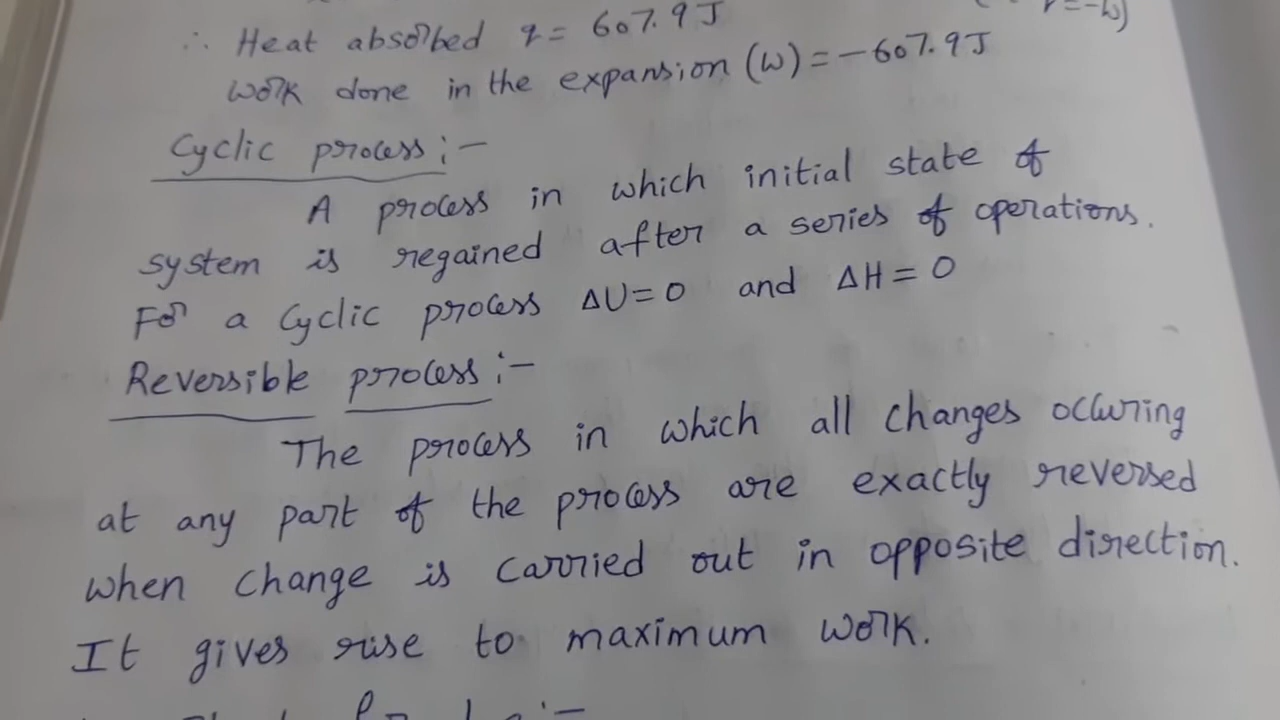 ∴ Heat absorbed q = 607.9 J
Work done in the expansion (w) = -607.9 J
Cyclic process :-
A process in which initial state of
system is regained after a series of operations.
For a cyclic process ΔU = 0 and ΔH = 0
Reversible process :-
The process in which all changes occuring
at any part of the process are exactly reversed
when change is carried out in opposite direction.
It gives rise to maximum work.